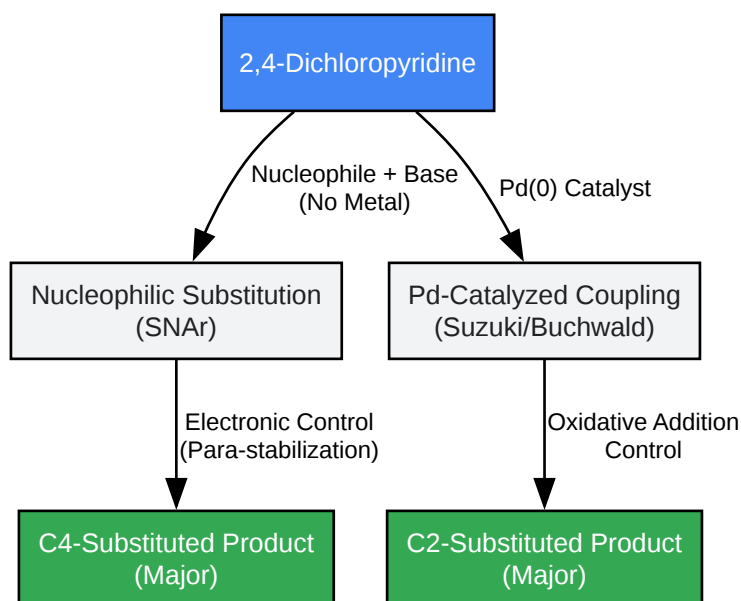 2,4-Dichloropyridine
Nucleophile + Base
(No Metal)
Pd(0) Catalyst
Nucleophilic Substitution
(SNAr)
Pd-Catalyzed Coupling
(Suzuki/Buchwald)
Electronic Control
(Para-stabilization)
Oxidative Addition
Control
C4-Substituted Product
(Major)
C2-Substituted Product
(Major)